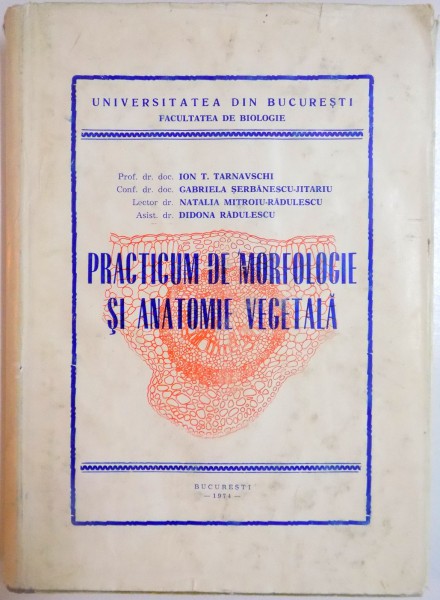 UNIVERSITATEA DIN BUCUREȘTI
FACULTATEA DE BIOLOGIE
Prof. dr. doc. ION T. TARNAVSCHI
Conf. dr. doc. GABRIELA ȘERBĂNESCU-JITARIU
Lector dr. NATALIA MITROIU-RĂDULESCU
Asist. dr. DIDONA RĂDULESCU
PRACTICUM DE MORFOLOGIE
ȘI ANATOMIE VEGETALĂ
BUCUREȘTI
— 1974 —